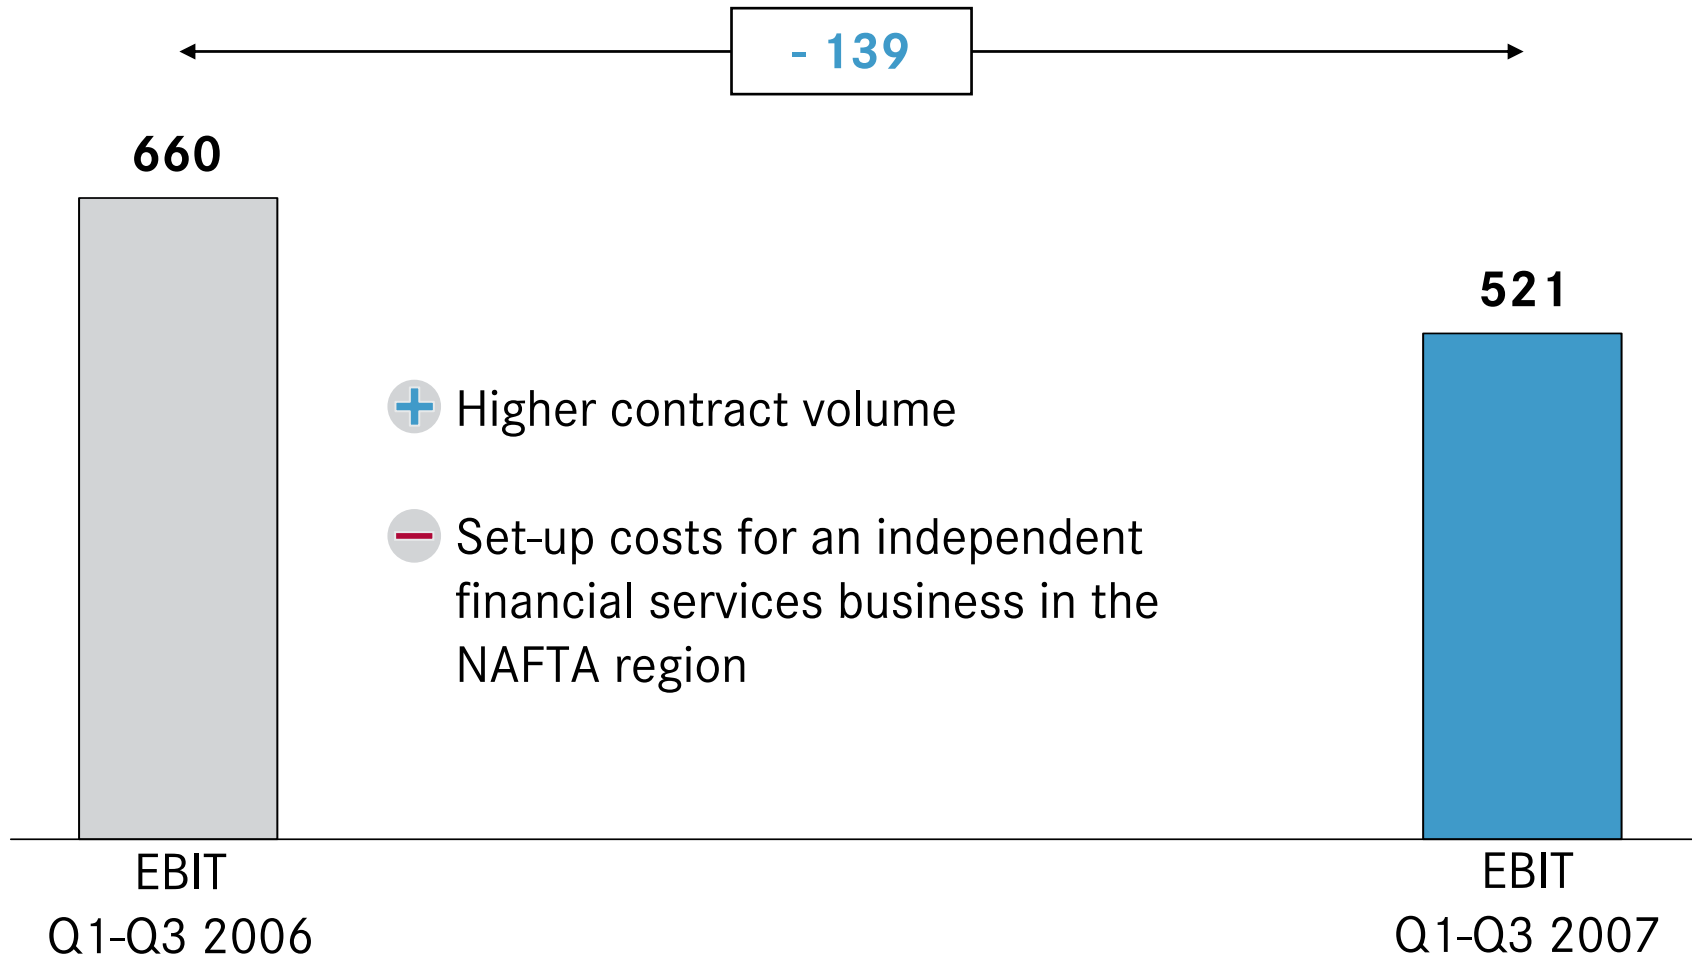 - 139
660
521
Higher contract volume
Set-up costs for an independent
financial services business in the
NAFTA region
EBIT
Q1-Q3 2006
EBIT
Q1-Q3 2007